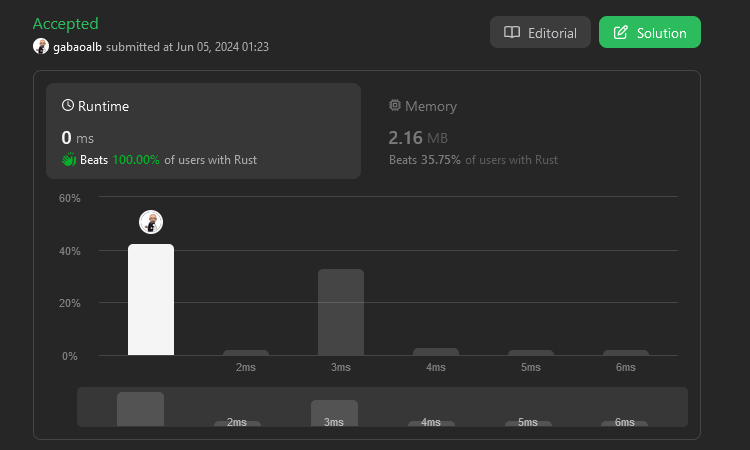 Accepted
gabaoalb submitted at Jun 05, 2024 01:23
Editorial
Solution
Runtime
0 ms
Beats 100.00% of users with Rust
Memory
2.16 MB
Beats 35.75% of users with Rust
60%
40%
20%
0%
2ms 3ms 4ms 5ms 6ms
2ms 3ms 4ms 5ms 6ms